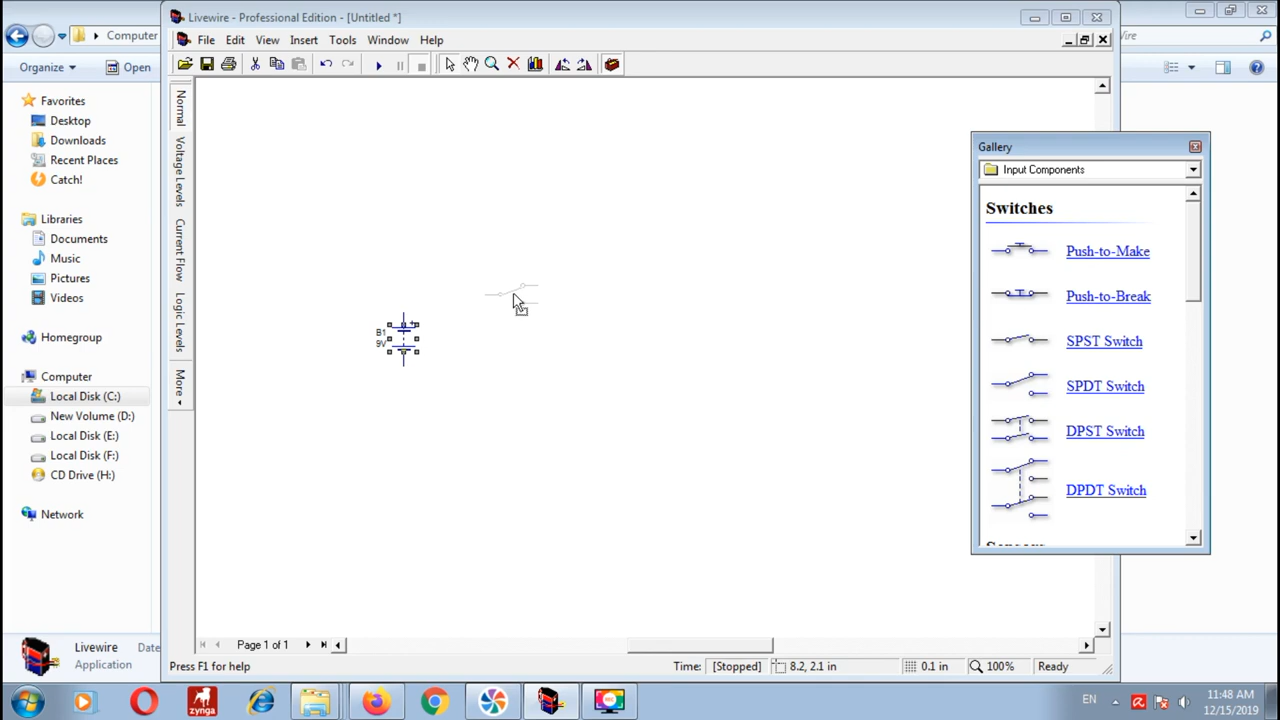 Livewire - Professional Edition - [Untitled *]
Computer
Wire
File Edit View Insert Tools Window Help
Organize
Open
Favorites
Desktop
Downloads
Recent Places
Catch!
Libraries
Documents
Music
Pictures
Videos
Homegroup
Computer
Local Disk (C:)
New Volume (D:)
Local Disk (E:)
Local Disk (F:)
CD Drive (H:)
Network
Livewire Date
Application
Normal
Voltage Levels
Current Flow
Logic Levels
More
B1
9V
Gallery
Input Components
Switches
Push-to-Make
Push-to-Break
SPST Switch
SPDT Switch
DPST Switch
DPDT Switch
Page 1 of 1
Press F1 for help
Time: [Stopped] 8.2, 2.1 in 0.1 in 100% Ready
zynga
REC
EN
11:48 AM
12/15/2019